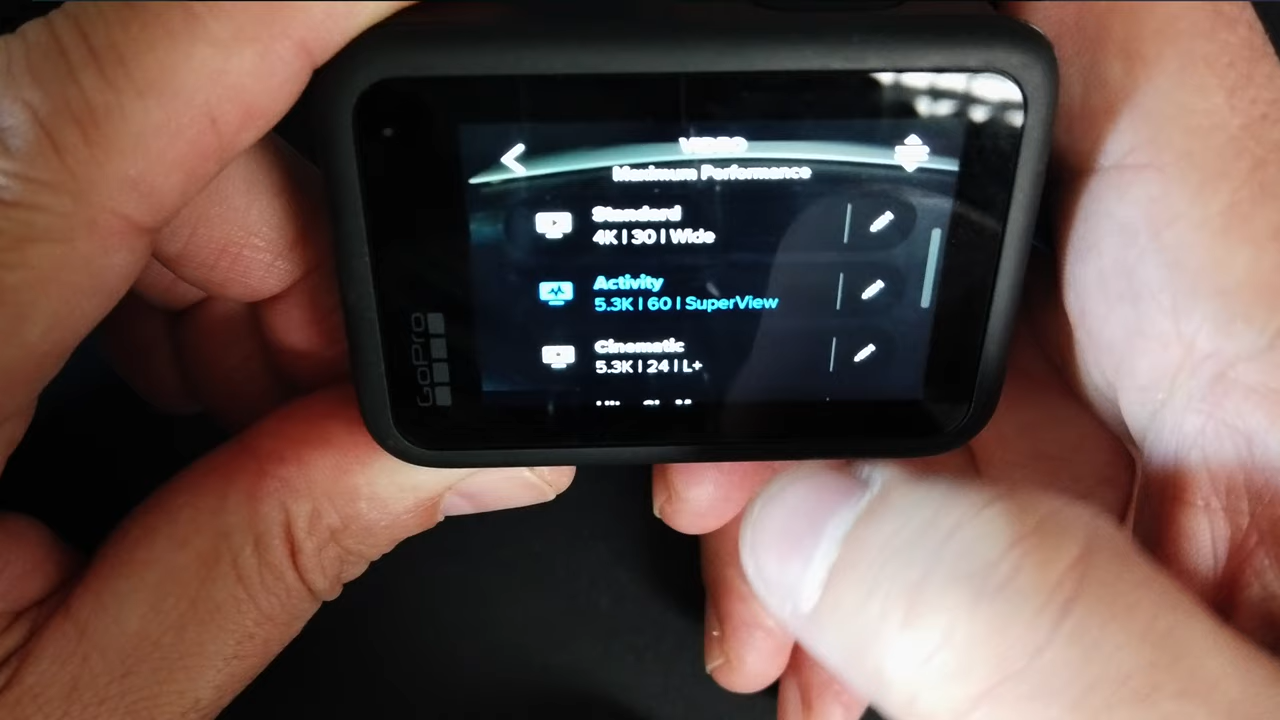 VIDEO
Maximum Performance
Standard
4K | 30 | Wide
Activity
5.3K | 60 | SuperView
Cinematic
5.3K | 24 | L+
GoPro